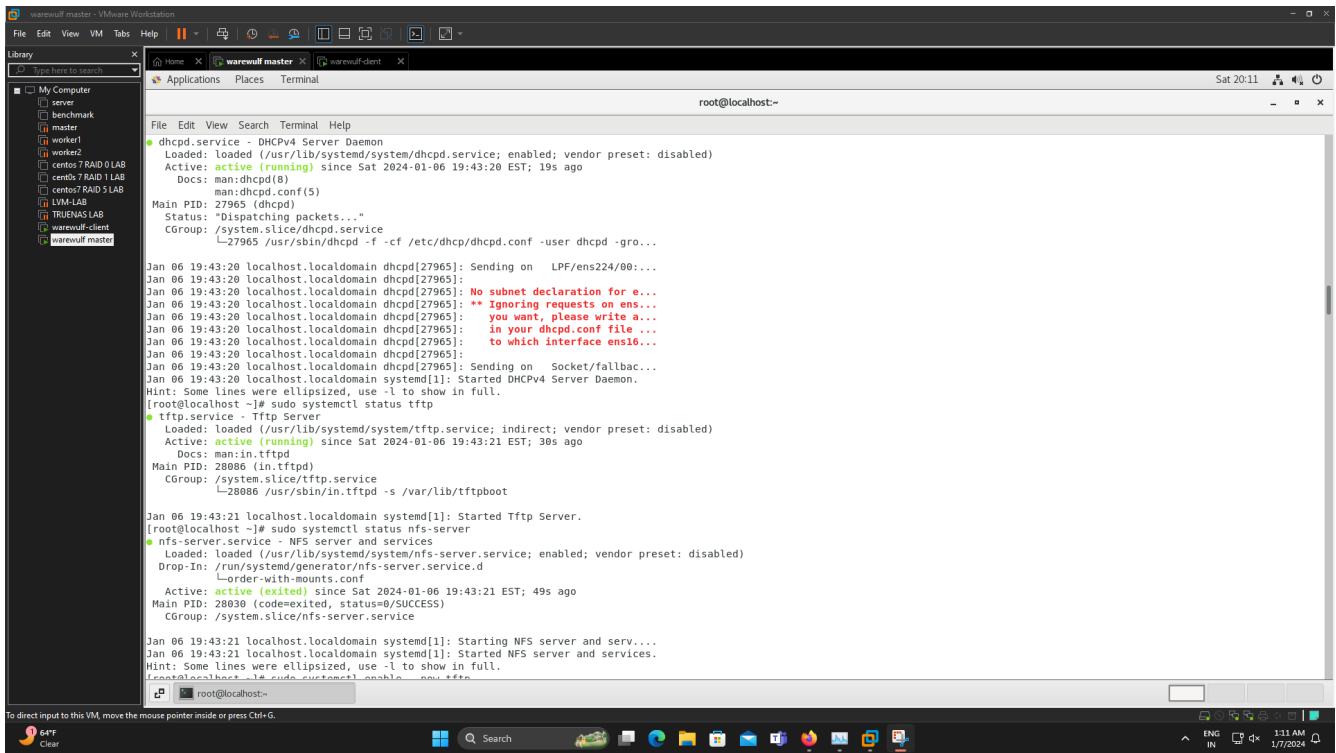 warewulf master - VMware Workstation
File Edit View VM Tabs Help
Library
Type here to search
My Computer
server
benchmark
master
worker1
worker2
centos 7 RAID 0 LAB
cent0s 7 RAID 1 LAB
centos7 RAID 5 LAB
LVM-LAB
TRUENAS LAB
warewulf-client
warewulf master
Home warewulf master warewulf-client
Applications Places Terminal Sat 20:11
root@localhost:~
File Edit View Search Terminal Help
● dhcpd.service - DHCPv4 Server Daemon
Loaded: loaded (/usr/lib/systemd/system/dhcpd.service; enabled; vendor preset: disabled)
Active: active (running) since Sat 2024-01-06 19:43:20 EST; 19s ago
Docs: man:dhcpd(8)
man:dhcpd.conf(5)
Main PID: 27965 (dhcpd)
Status: "Dispatching packets..."
CGroup: /system.slice/dhcpd.service
└─27965 /usr/sbin/dhcpd -f -cf /etc/dhcp/dhcpd.conf -user dhcpd -gro...
Jan 06 19:43:20 localhost.localdomain dhcpd[27965]: Sending on LPF/ens224/00:...
Jan 06 19:43:20 localhost.localdomain dhcpd[27965]:
Jan 06 19:43:20 localhost.localdomain dhcpd[27965]: No subnet declaration for e...
Jan 06 19:43:20 localhost.localdomain dhcpd[27965]: ** Ignoring requests on ens...
Jan 06 19:43:20 localhost.localdomain dhcpd[27965]: you want, please write a...
Jan 06 19:43:20 localhost.localdomain dhcpd[27965]: in your dhcpd.conf file ...
Jan 06 19:43:20 localhost.localdomain dhcpd[27965]: to which interface ens16...
Jan 06 19:43:20 localhost.localdomain dhcpd[27965]:
Jan 06 19:43:20 localhost.localdomain dhcpd[27965]: Sending on Socket/fallbac...
Jan 06 19:43:20 localhost.localdomain systemd[1]: Started DHCPv4 Server Daemon.
Hint: Some lines were ellipsized, use -l to show in full.
[root@localhost ~]# sudo systemctl status tftp
● tftp.service - Tftp Server
Loaded: loaded (/usr/lib/systemd/system/tftp.service; indirect; vendor preset: disabled)
Active: active (running) since Sat 2024-01-06 19:43:21 EST; 30s ago
Docs: man:in.tftpd
Main PID: 28086 (in.tftpd)
CGroup: /system.slice/tftp.service
└─28086 /usr/sbin/in.tftpd -s /var/lib/tftpboot
Jan 06 19:43:21 localhost.localdomain systemd[1]: Started Tftp Server.
[root@localhost ~]# sudo systemctl status nfs-server
● nfs-server.service - NFS server and services
Loaded: loaded (/usr/lib/systemd/system/nfs-server.service; enabled; vendor preset: disabled)
Drop-In: /run/systemd/generator/nfs-server.service.d
└─order-with-mounts.conf
Active: active (exited) since Sat 2024-01-06 19:43:21 EST; 49s ago
Main PID: 28030 (code=exited, status=0/SUCCESS)
CGroup: /system.slice/nfs-server.service
Jan 06 19:43:21 localhost.localdomain systemd[1]: Starting NFS server and serv....
Jan 06 19:43:21 localhost.localdomain systemd[1]: Started NFS server and services.
Hint: Some lines were ellipsized, use -l to show in full.
[root@localhost ~]# sudo systemctl enable --now tftp
root@localhost:~
To direct input to this VM, move the mouse pointer inside or press Ctrl+G.
1
64°F
Clear
Search
ENG
IN
1:11 AM
1/7/2024